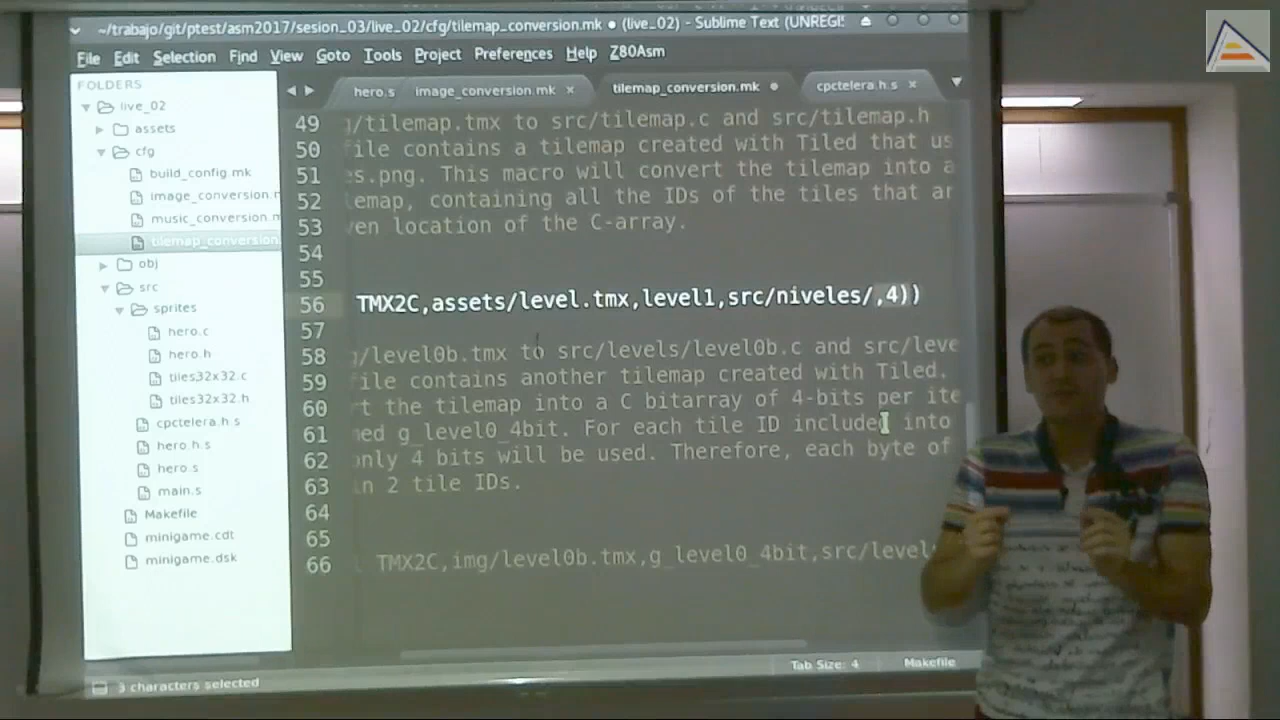 ~/trabajo/git/ptest/asm2017/sesion_03/live_02/cfg/tilemap_conversion.mk • (live_02) - Sublime Text (UNREGIS
File Edit Selection Find View Goto Tools Project Preferences Help Z80Asm
FOLDERS
live_02
assets
cfg
build_config.mk
image_conversion.m
music_conversion.m
tilemap_conversion
obj
src
sprites
hero.c
hero.h
tiles32x32.c
tiles32x32.h
cpctelera.h.s
hero.h.s
hero.s
main.s
Makefile
minigame.cdt
minigame.dsk
hero.s image_conversion.mk × tilemap_conversion.mk • cpctelera.h.s ×
49 g/tilemap.tmx to src/tilemap.c and src/tilemap.h
50 file contains a tilemap created with Tiled that us
51 es.png. This macro will convert the tilemap into a
52 lemap, containing all the IDs of the tiles that ar
53 ven location of the C-array.
54
55
56 TMX2C,assets/level.tmx,level1,src/niveles/,4))
57
58 g/level0b.tmx to src/levels/level0b.c and src/leve
59 file contains another tilemap created with Tiled.
60 rt the tilemap into a C bitarray of 4-bits per ite
61 ned g_level0_4bit. For each tile ID included into
62 only 4 bits will be used. Therefore, each byte of
63 in 2 tile IDs.
64
65
66 TMX2C,img/level0b.tmx,g_level0_4bit,src/level
3 characters selected Tab Size: 4 Makefile